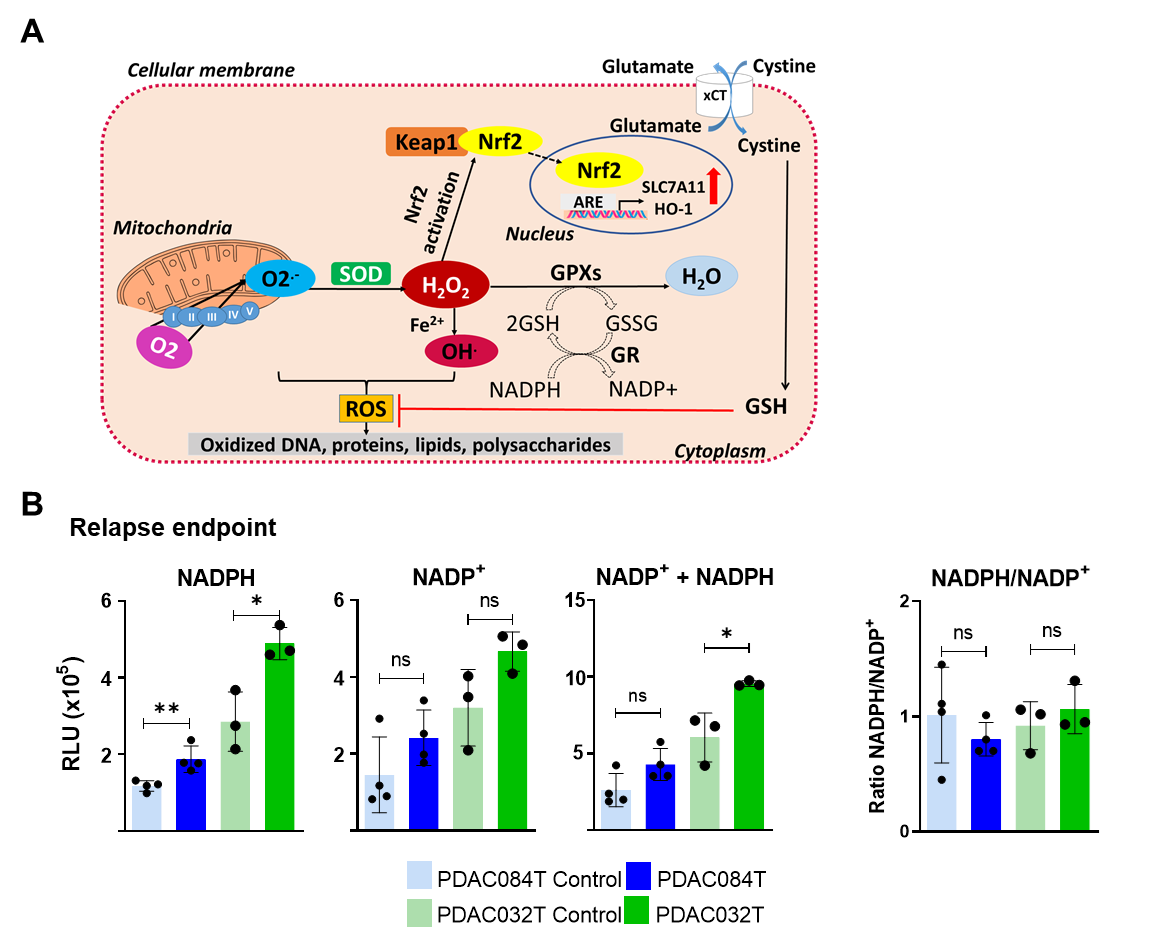 A
Cellular membrane
Glutamate
Cystine
xCT
Glutamate
Cystine
Keap1
Nrf2
Nrf2
Nrf2 activation
ARE
SLC7A11
HO-1
Nucleus
Mitochondria
O2·-
SOD
H₂O₂
GPXs
H₂O
I
II
III
IV
V
O2
Fe²⁺
2GSH
GSSG
OH·
GR
NADPH
NADP+
ROS
GSH
Oxidized DNA, proteins, lipids, polysaccharides
Cytoplasm
B
Relapse endpoint
NADPH
RLU (x10⁵)
6
4
2
**
*
NADP⁺
6
4
2
ns
ns
NADP⁺ + NADPH
15
10
5
ns
*
NADPH/NADP⁺
Ratio NADPH/NADP⁺
2
1
0
ns
ns
PDAC084T Control
PDAC084T
PDAC032T Control
PDAC032T